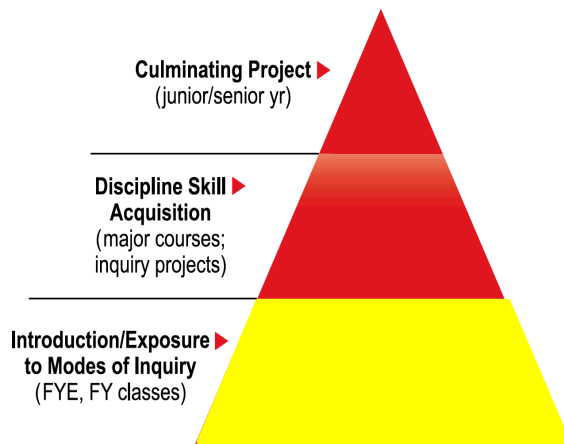 Culminating Project
(junior/senior yr)
Discipline Skill
Acquisition
(major courses;
inquiry projects)
Introduction/Exposure
to Modes of Inquiry
(FYE, FY classes)